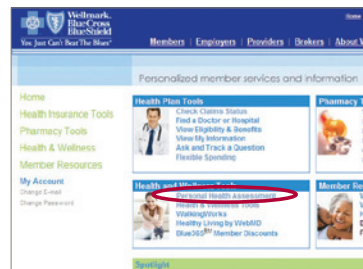 Wellmark.
BlueCross
BlueShield
You Just Can't Beat The Blues®
Home
Members | Employers | Providers | Brokers | About
Personalized member services and information
Home
Health Insurance Tools
Pharmacy Tools
Health & Wellness
Member Resources
My Account
Change E-mail
Change Password
Health Plan Tools
Check Claims Status
Find a Doctor or Hospital
View Eligibility & Benefits
View My Information
Ask and Track a Question
Flexible Spending
Pharmacy T
Health and Wellness Tools
Personal Health Assessment
Health & Wellness Tools
WalkingWorks
Healthy Living by WebMD
Blue365 Member Discounts
Member Re
Spotlight